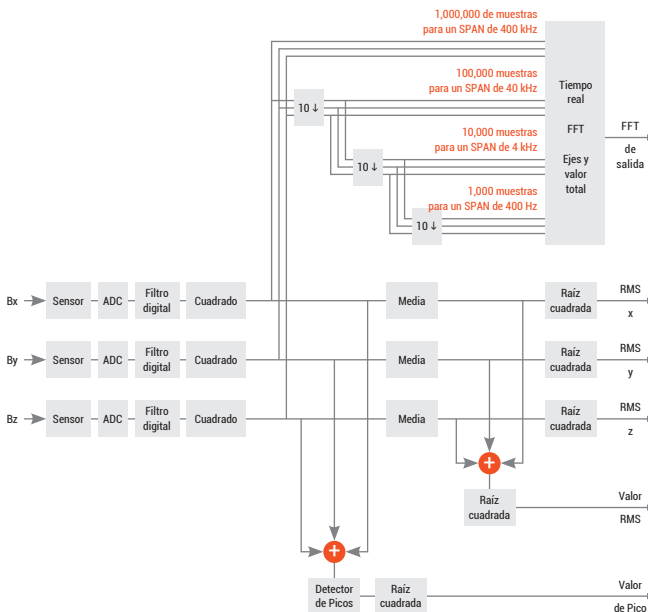 1,000,000 de muestras
para un SPAN de 400 kHz
100,000 muestras
para un SPAN de 40 kHz
10 ↓
10,000 muestras
para un SPAN de 4 kHz
10 ↓
1,000 muestras
para un SPAN de 400 Hz
10 ↓
Tiempo
real
FFT
Ejes y
valor
total
FFT
de
salida
Bx
Sensor
ADC
Filtro
digital
Cuadrado
Media
Raíz
cuadrada
RMS
x
By
Sensor
ADC
Filtro
digital
Cuadrado
Media
Raíz
cuadrada
RMS
y
Bz
Sensor
ADC
Filtro
digital
Cuadrado
Media
Raíz
cuadrada
RMS
z
+
Raíz
cuadrada
Valor
RMS
+
Detector
de Picos
Raíz
cuadrada
Valor
de Pico